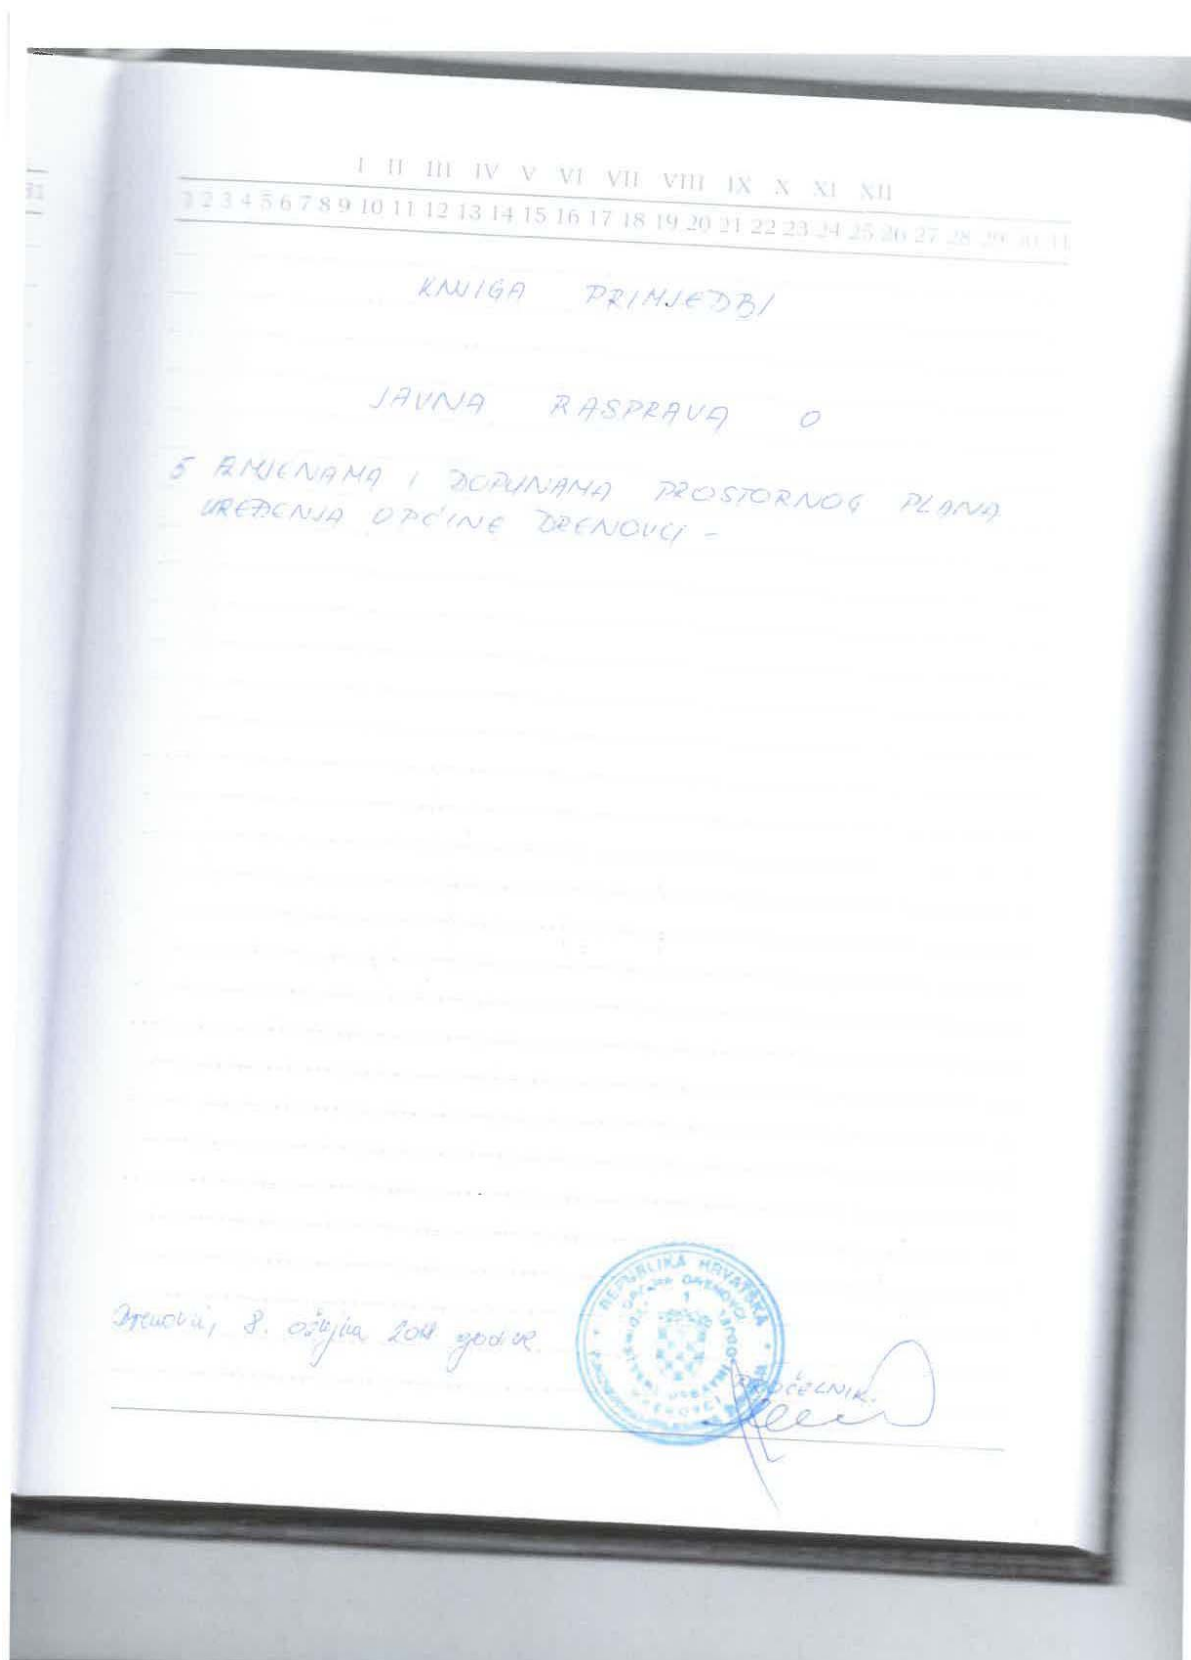 31
I II III IV V VI VII VIII IX X XI XII
1 2 3 4 5 6 7 8 9 10 11 12 13 14 15 16 17 18 19 20 21 22 23 24 25 26 27 28 29 30 31
KNJIGA PRIMJEDBI
JAVNA RASPRAVA O
5 IZMJENAMA I DOPUNAMA PROSTORNOG PLANA
UREĐENJA OPĆINE DRENOVCI -
Drenovci, 8. ožujka godine.
REPUBLIKA HRVATSKA
OPĆINA DRENOVCI
PROČELNIK.